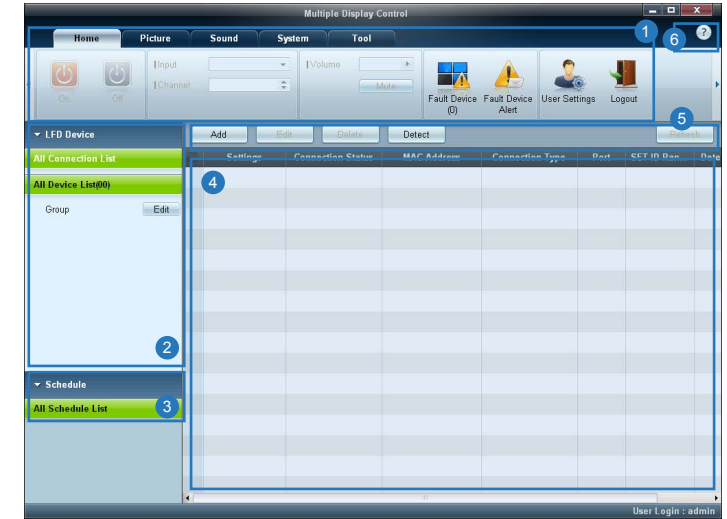 Multiple Display Control
1
6
?
Home Picture Sound System Tool
Input
Channel
Volume
Mute
On Off
Fault Device (0)
Fault Device Alert
User Settings
Logout
5
LFD Device
Add Edit Delete Detect Refresh
All Connection List
Settings Connection Status MAC Address Connection Type Port SET ID Ran Dete
4
All Device List(00)
Group Edit
2
Schedule
All Schedule List
3
User Login : admin